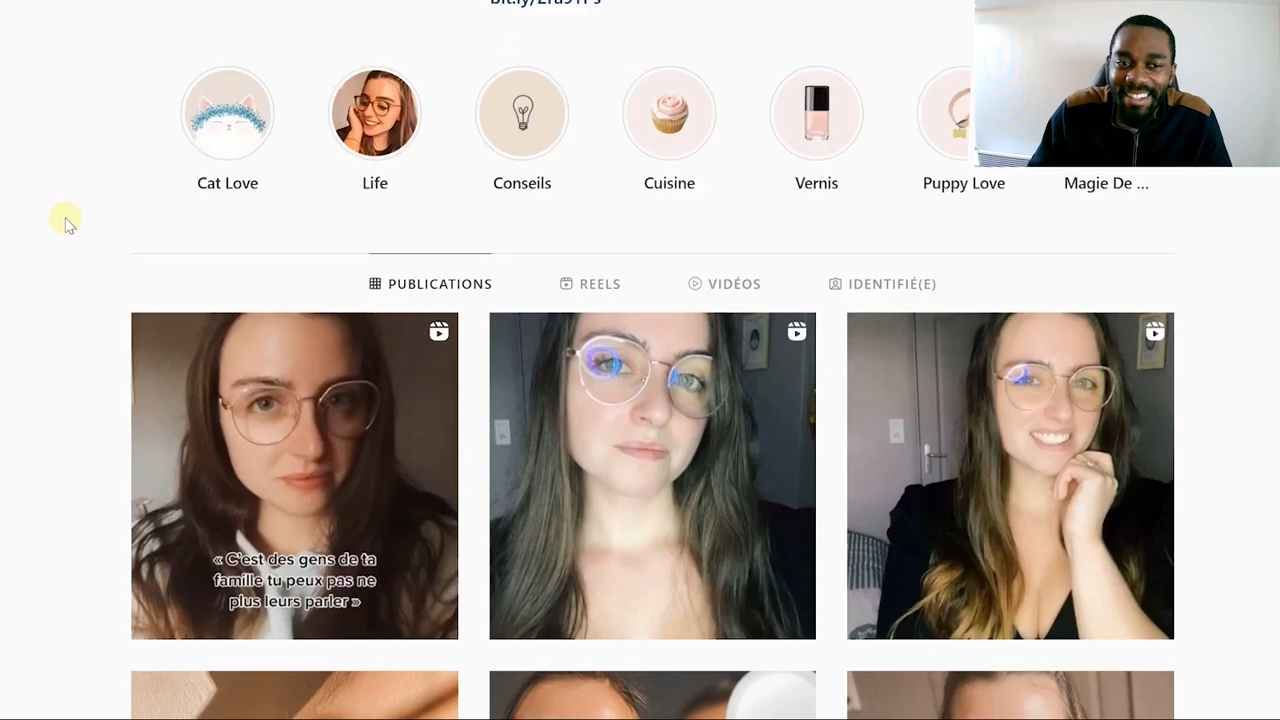 Cat Love
Life
Conseils
Cuisine
Vernis
Puppy Love
Magie De ...
PUBLICATIONS
REELS
VIDÉOS
IDENTIFIÉ(E)
« C'est des gens de ta
famille tu peux pas ne
plus leurs parler »